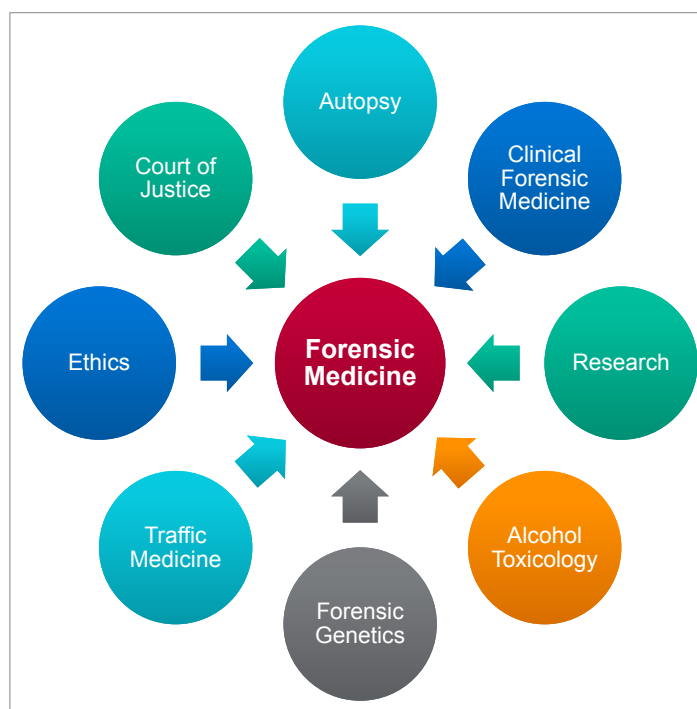 Autopsy
Clinical
Forensic
Medicine
Research
Alcohol
Toxicology
Forensic
Genetics
Traffic
Medicine
Ethics
Court of
Justice
Forensic
Medicine